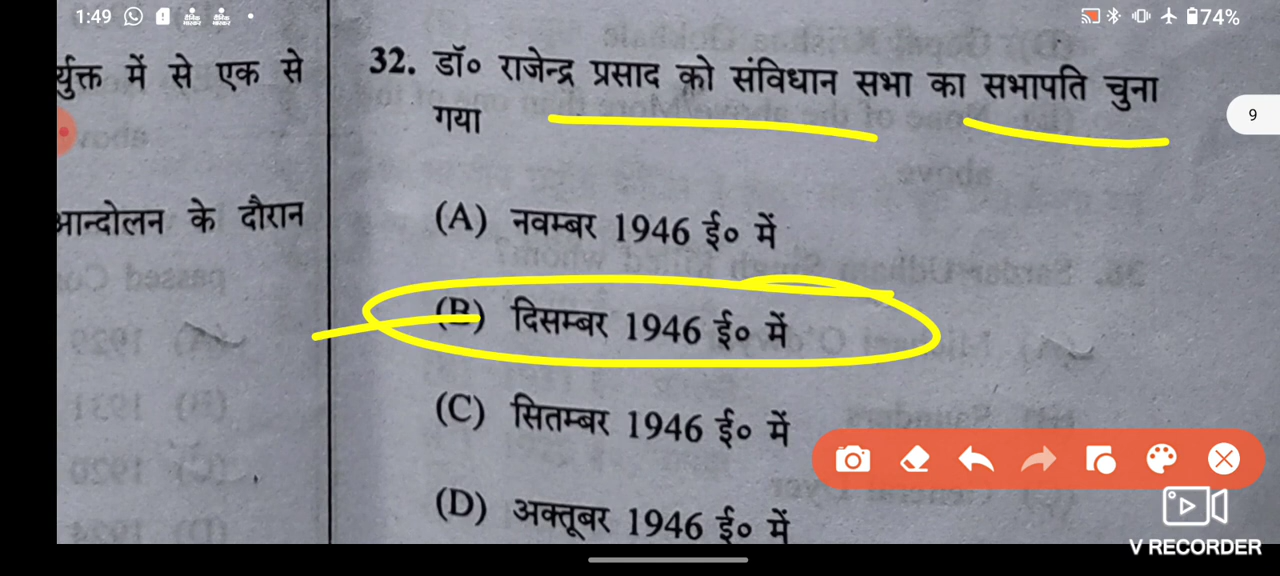 1:49
74%
र्युक्त में से एक से
आन्दोलन के दौरान
32. डॉ० राजेन्द्र प्रसाद को संविधान सभा का सभापति चुना
गया
(A) नवम्बर 1946 ई० में
(B) दिसम्बर 1946 ई० में
(C) सितम्बर 1946 ई० में
(D) अक्तूबर 1946 ई० में
9
V RECORDER